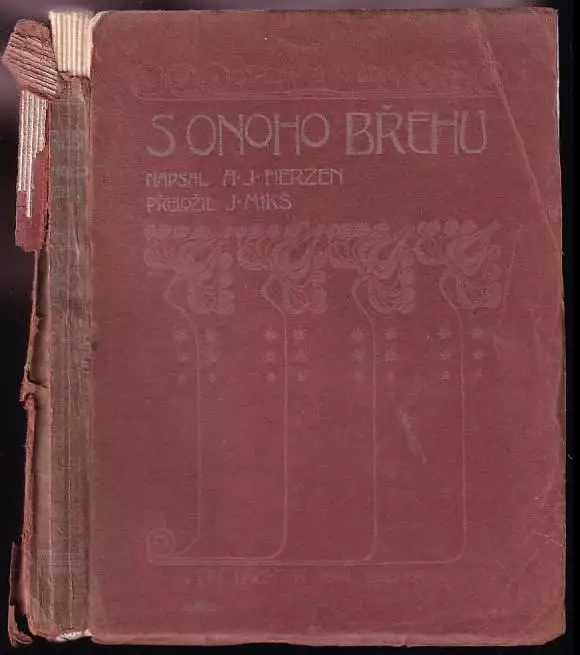 S ONOHO BŘEHU
NAPSAL A·J·HERZEN
PŘELOŽIL J·MIKŠ